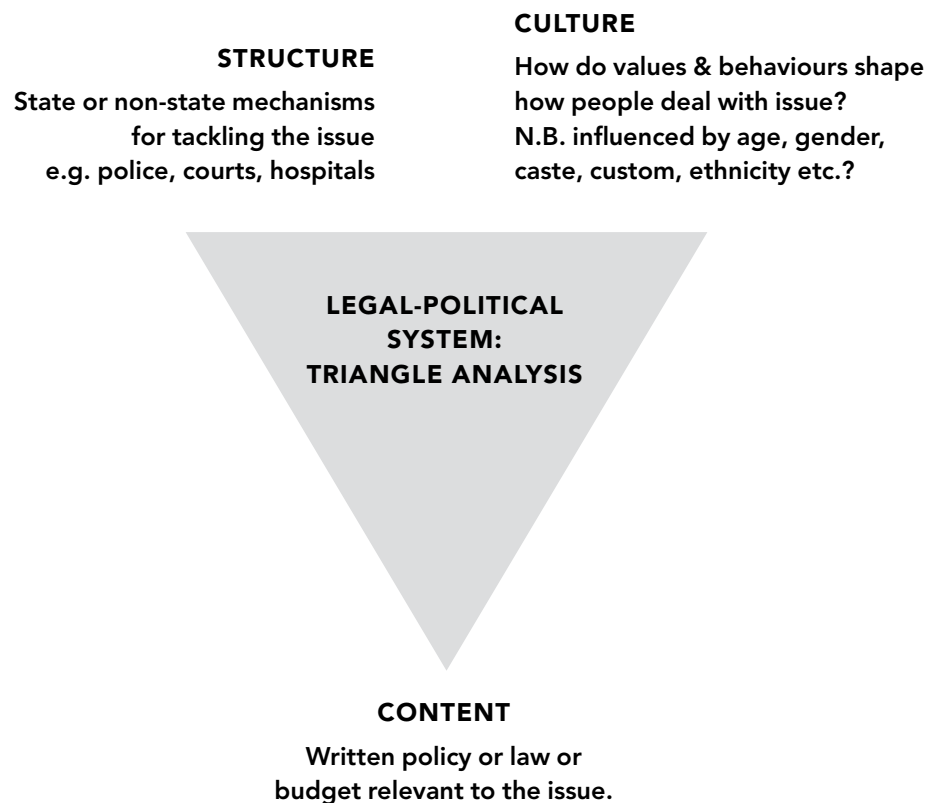 STRUCTURE
State or non-state mechanisms
for tackling the issue
e.g. police, courts, hospitals
CULTURE
How do values & behaviours shape
how people deal with issue?
N.B. influenced by age, gender,
caste, custom, ethnicity etc.?
LEGAL-POLITICAL
SYSTEM:
TRIANGLE ANALYSIS
CONTENT
Written policy or law or
budget relevant to the issue.